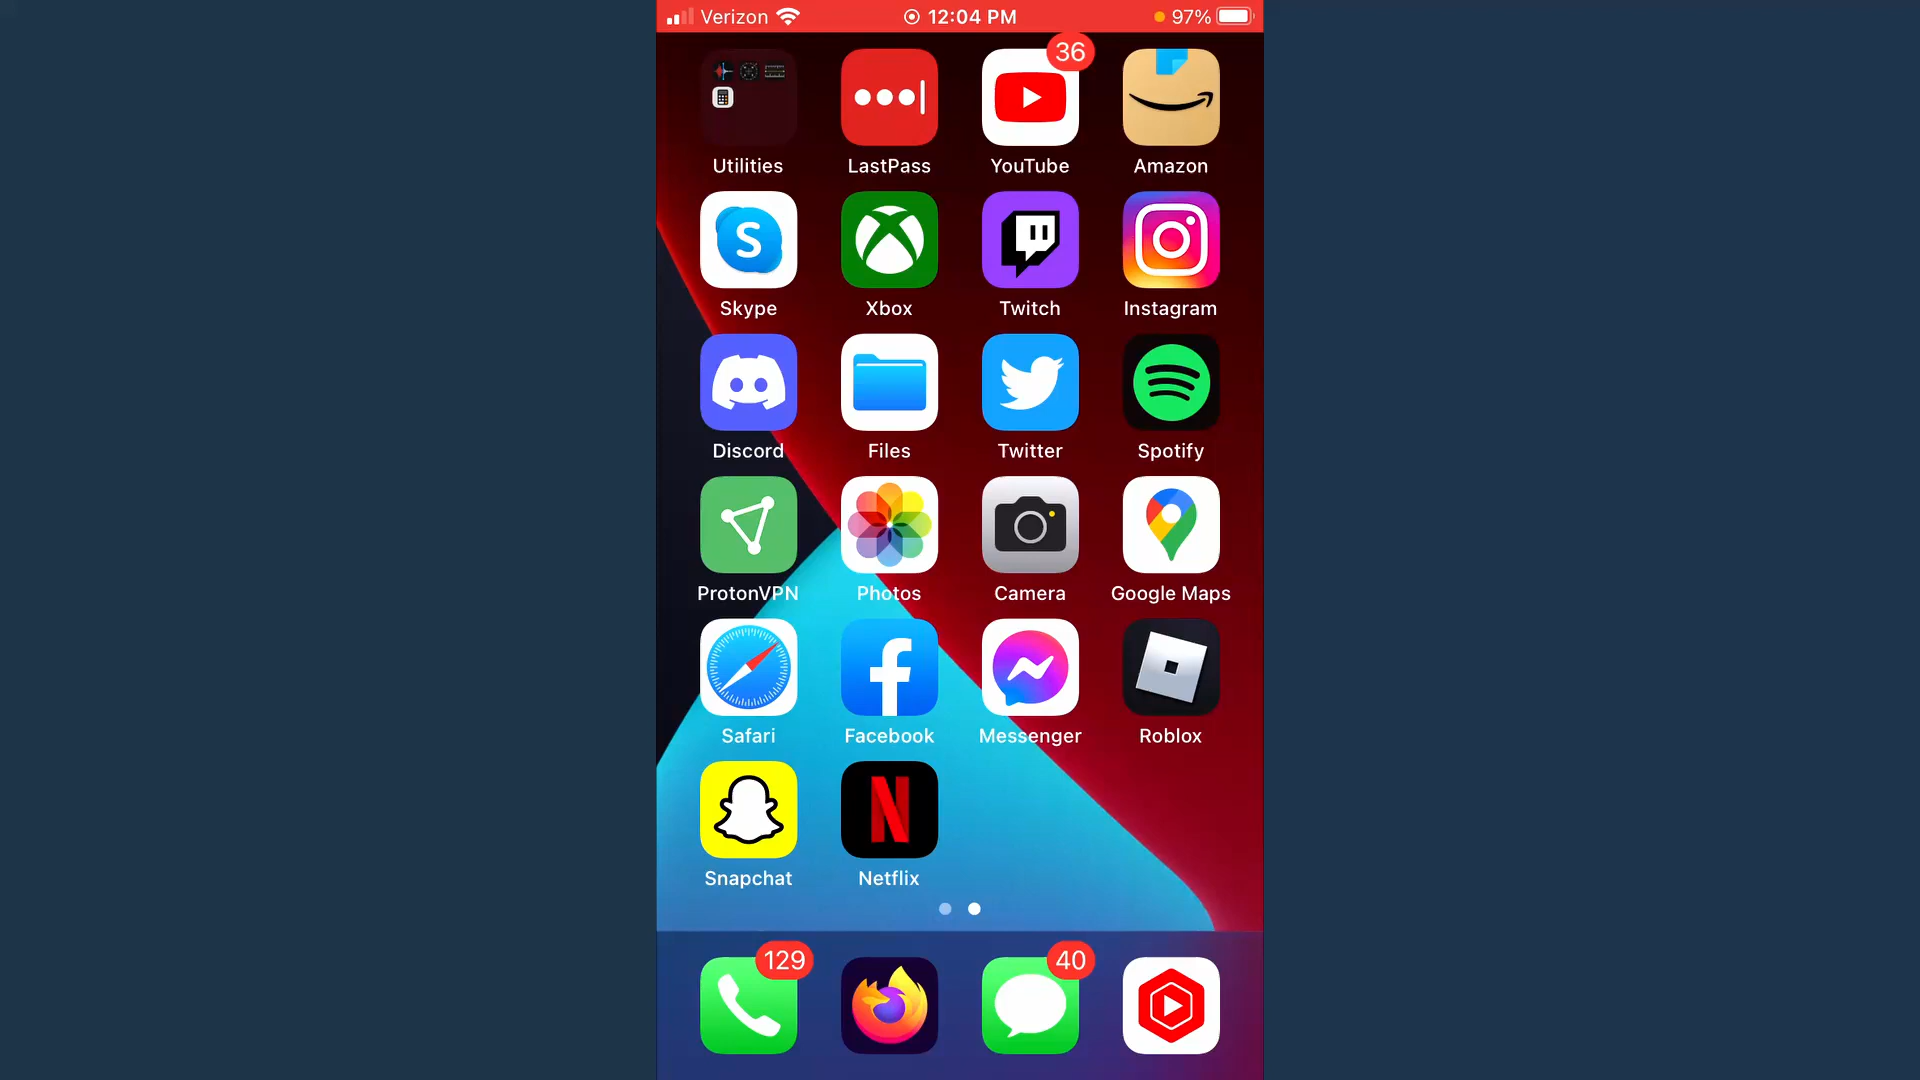 Verizon 12:04 PM 97%
36
Utilities LastPass YouTube Amazon
S
Skype Xbox Twitch Instagram
Discord Files Twitter Spotify
ProtonVPN Photos Camera Google Maps
Safari Facebook Messenger Roblox
N
Snapchat Netflix
129 40